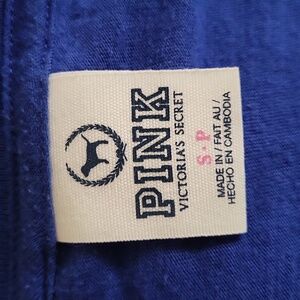 PINK
VICTORIA'S SECRET
S · P
MADE IN / FAIT AU /
HECHO EN CAMBODIA